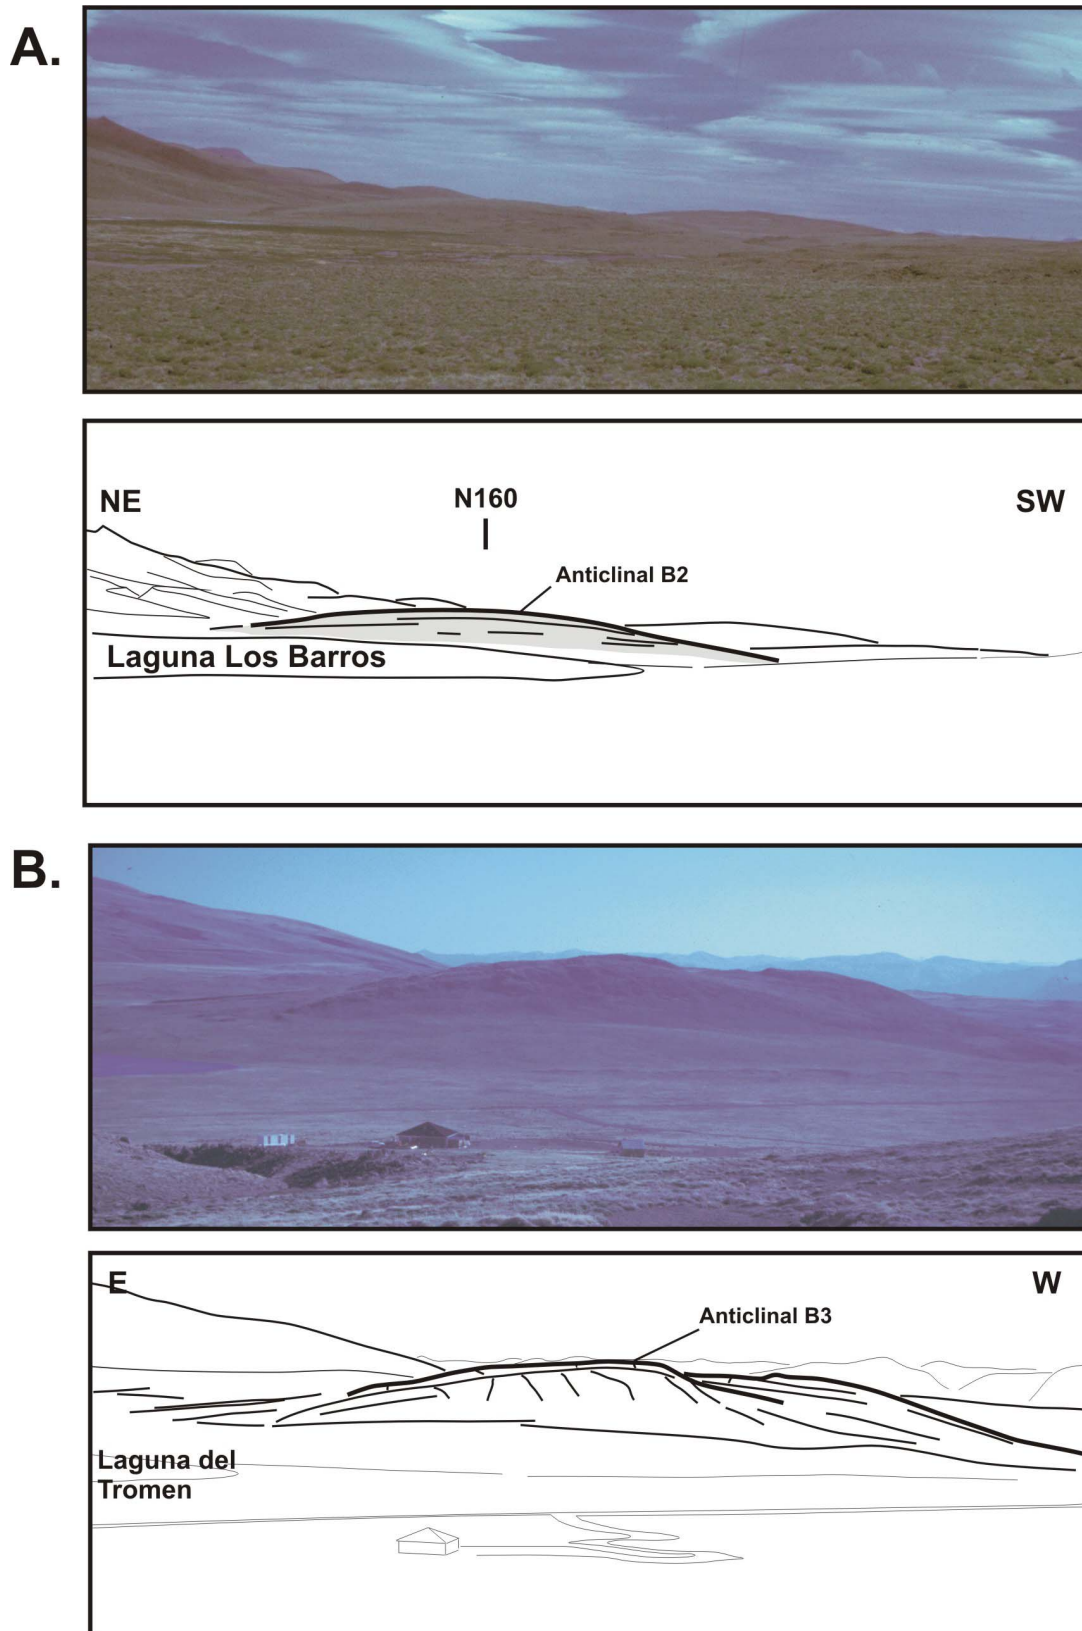 A.
NE
N160
SW
Anticlinal B2
Laguna Los Barros
B.
E
W
Anticlinal B3
Laguna del
Tromen